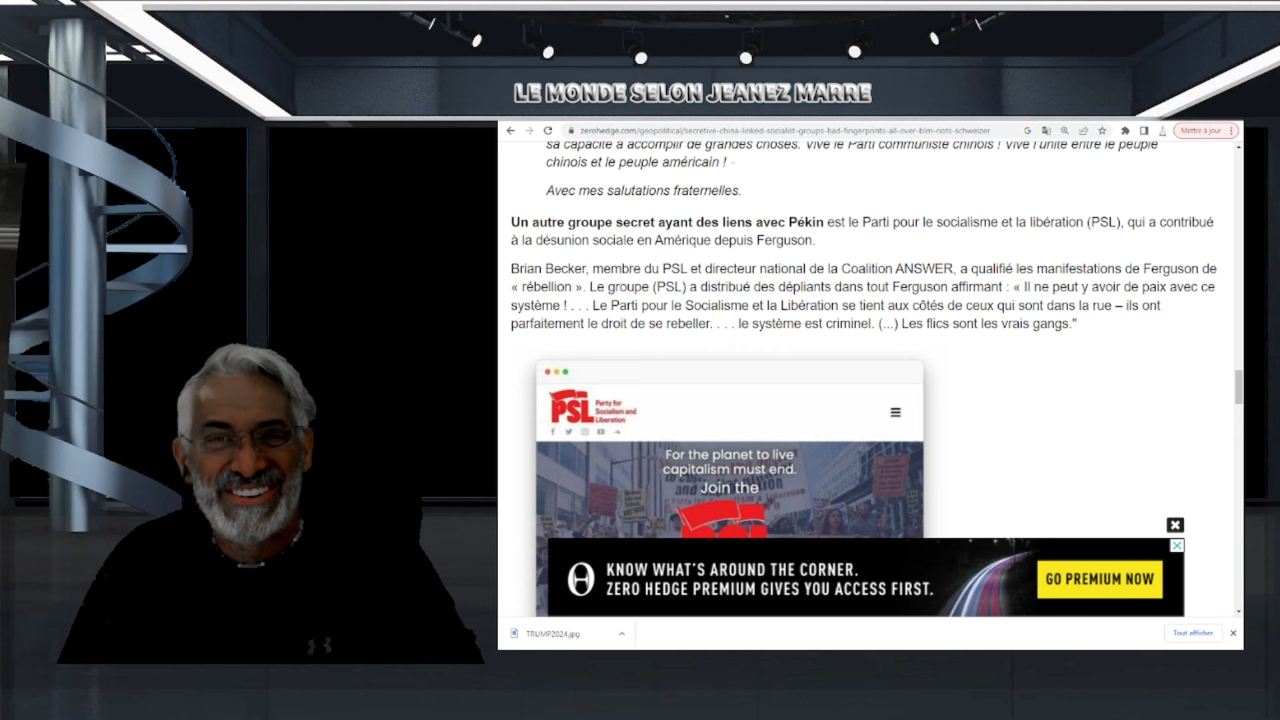 LE MONDE SELON JEANEZ MARRE
zerohedge.com/geopolitical/secretive-china-linked-socialist-groups-had-fingerprints-all-over-blm-riots-schweizer
Mettre à jour
sa capacité à accomplir de grandes choses. Vive le Parti communiste chinois ! Vive l'unité entre le peuple
chinois et le peuple américain ! -
Avec mes salutations fraternelles.
Un autre groupe secret ayant des liens avec Pékin est le Parti pour le socialisme et la libération (PSL), qui a contribué
à la désunion sociale en Amérique depuis Ferguson.
Brian Becker, membre du PSL et directeur national de la Coalition ANSWER, a qualifié les manifestations de Ferguson de
« rébellion ». Le groupe (PSL) a distribué des dépliants dans tout Ferguson affirmant : « Il ne peut y avoir de paix avec ce
système ! . . . Le Parti pour le Socialisme et la Libération se tient aux côtés de ceux qui sont dans la rue – ils ont
parfaitement le droit de se rebeller. . . . le système est criminel. (...) Les flics sont les vrais gangs."
PSL
Party for
Socialism and
Liberation
For the planet to live
capitalism must end.
Join the
KNOW WHAT'S AROUND THE CORNER.
ZERO HEDGE PREMIUM GIVES YOU ACCESS FIRST.
GO PREMIUM NOW
TRUMP2024.jpg
Tout afficher